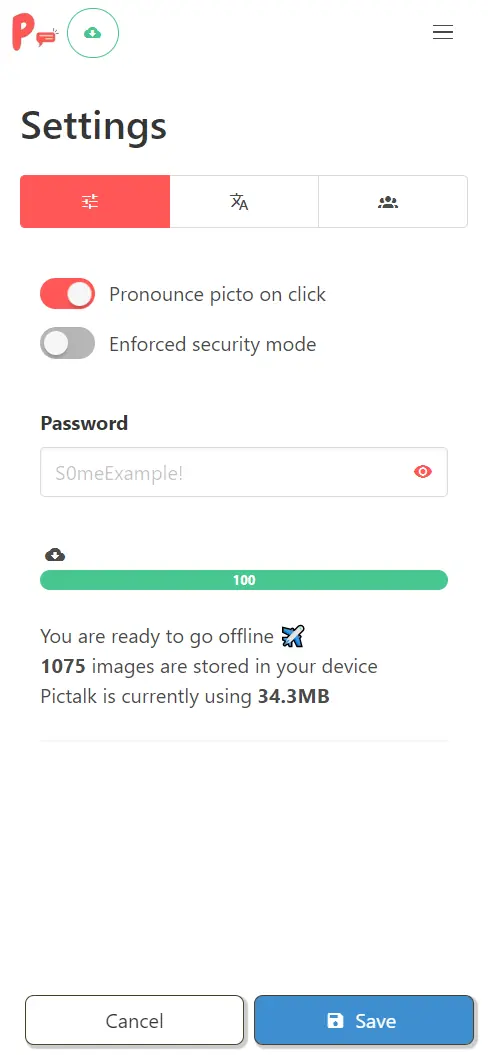 P
Settings
Pronounce picto on click
Enforced security mode
Password
S0meExample!
100
You are ready to go offline ✈️
1075 images are stored in your device
Pictalk is currently using 34.3MB
Cancel
Save